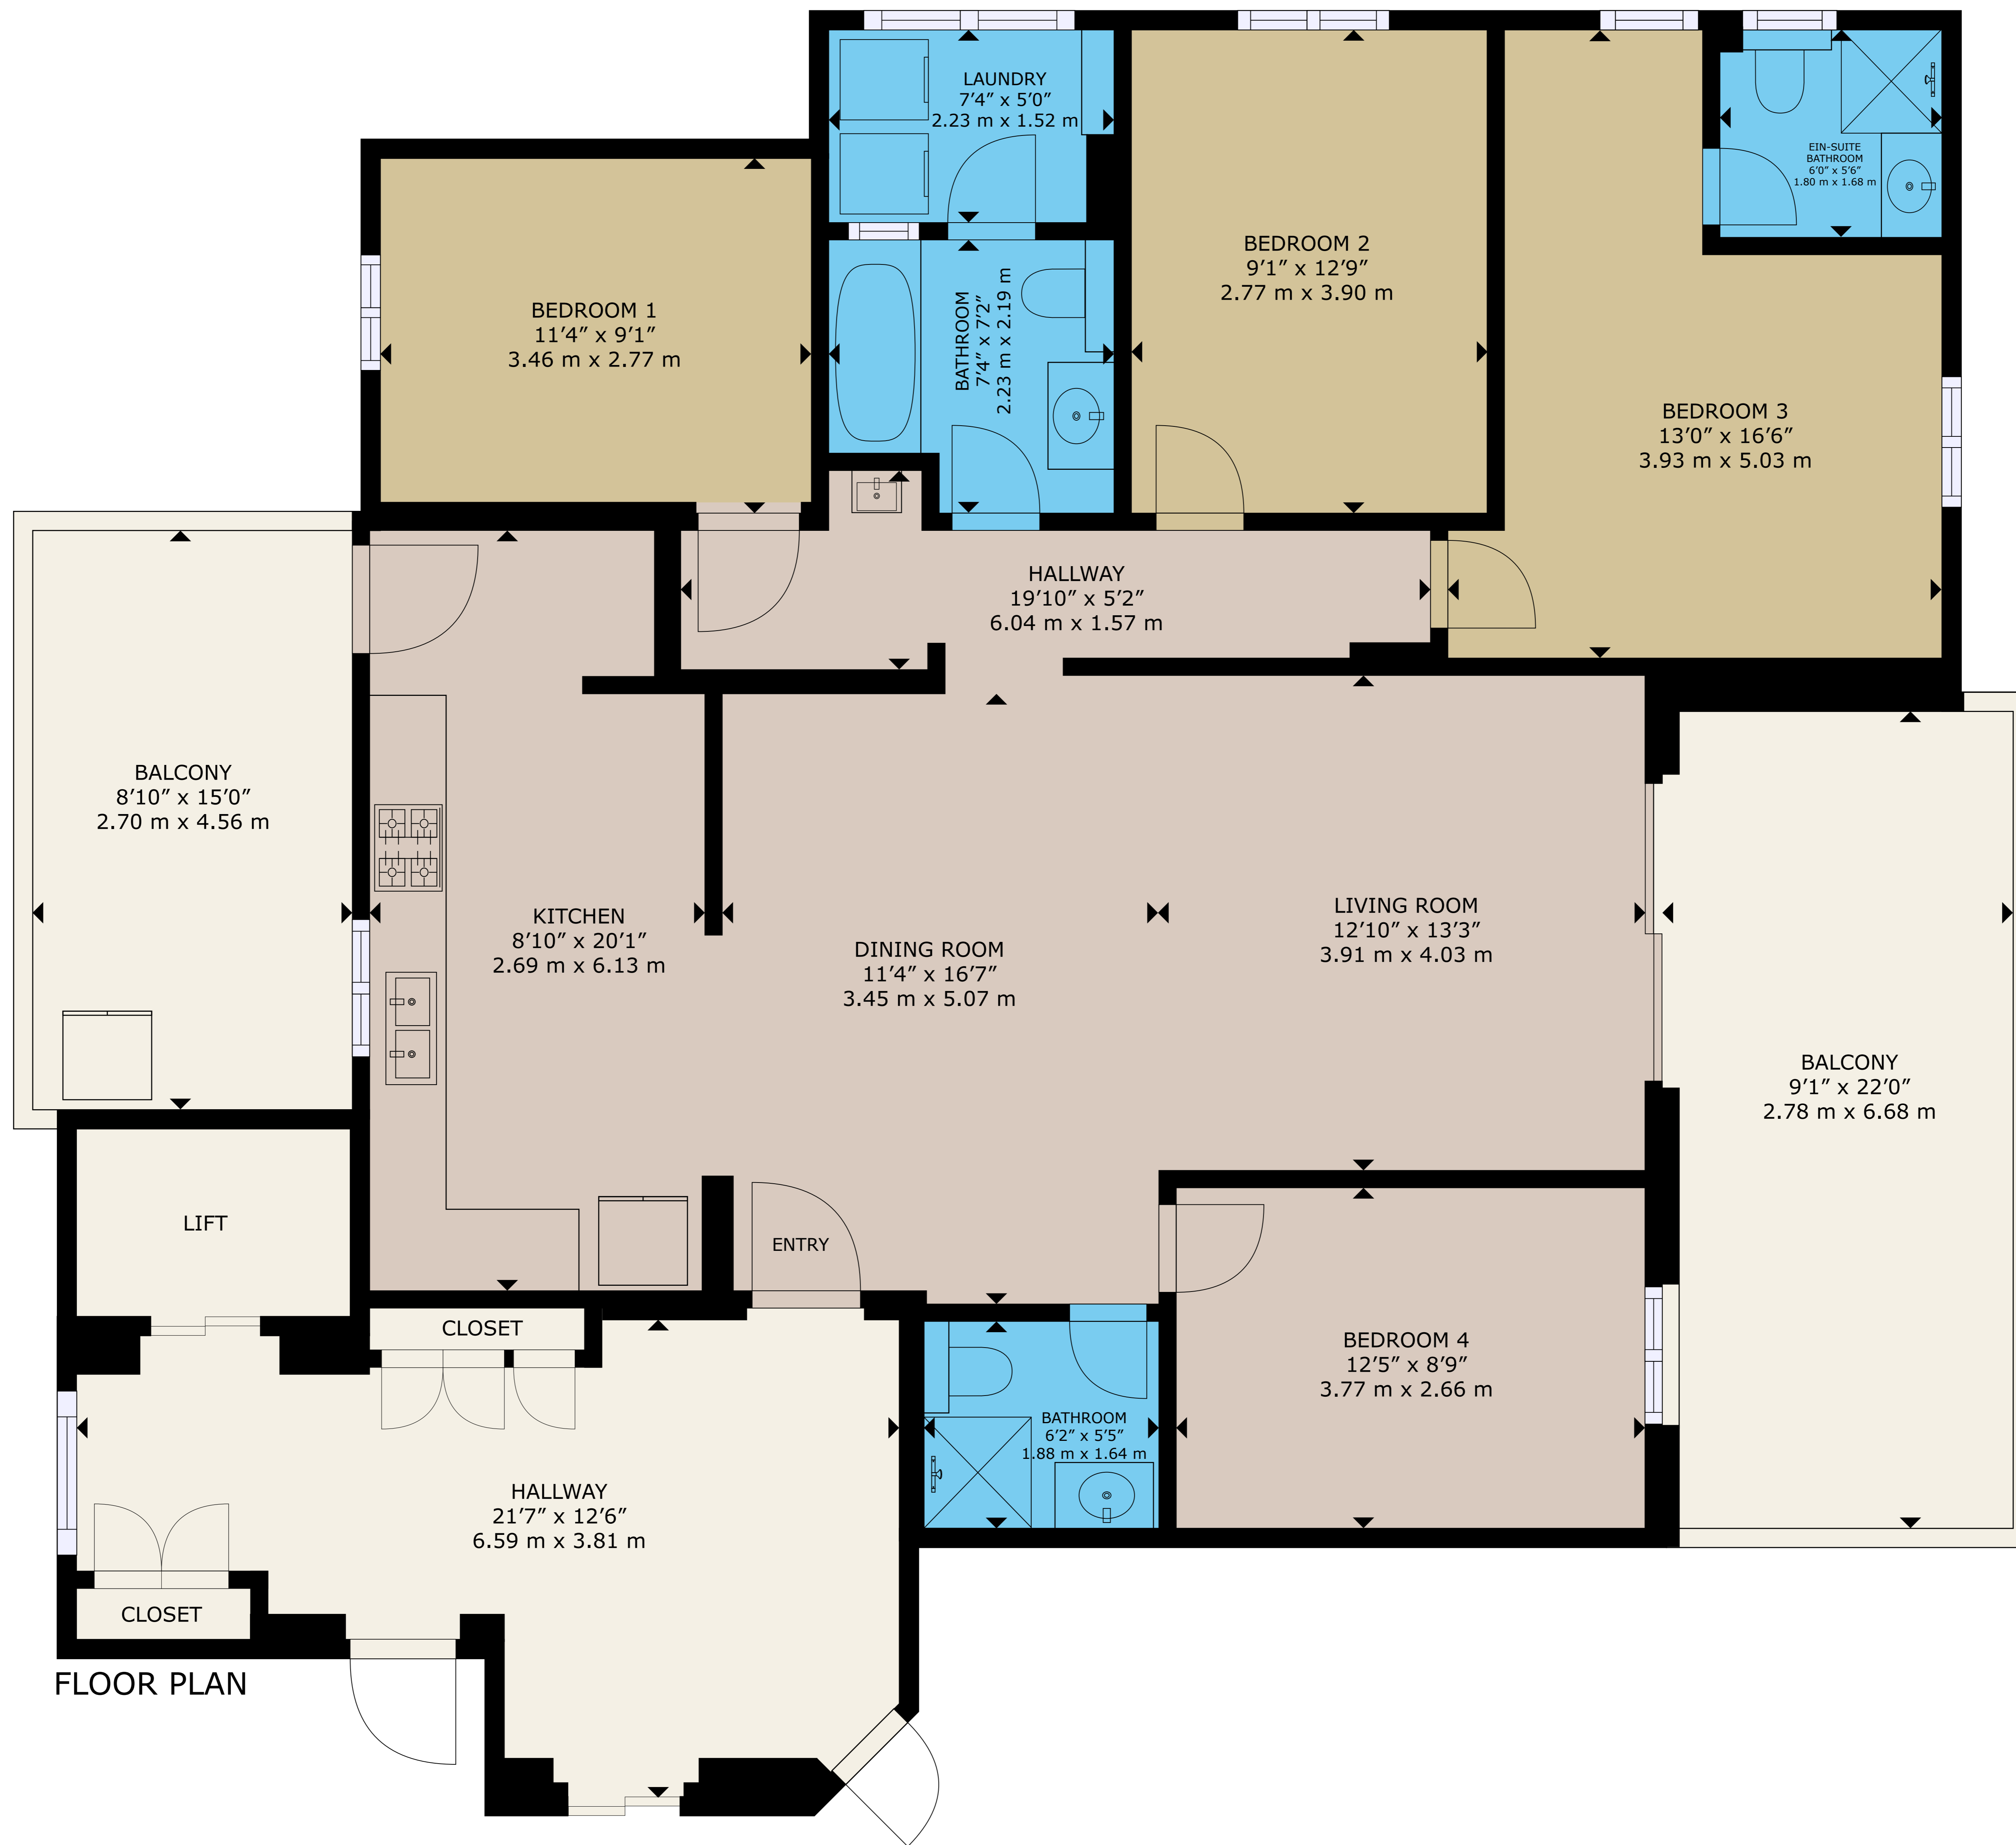 LAUNDRY
7’4” x 5’0”
2.23 m x 1.52 m
EIN-SUITE
BATHROOM
6’0” x 5’6”
1.80 m x 1.68 m
BEDROOM 1
11’4” x 9’1”
3.46 m x 2.77 m
BATHROOM
7’4” x 7’2”
2.23 m x 2.19 m
BEDROOM 2
9’1” x 12’9”
2.77 m x 3.90 m
BEDROOM 3
13’0” x 16’6”
3.93 m x 5.03 m
HALLWAY
19’10” x 5’2”
6.04 m x 1.57 m
BALCONY
8’10” x 15’0”
2.70 m x 4.56 m
KITCHEN
8’10” x 20’1”
2.69 m x 6.13 m
DINING ROOM
11’4” x 16’7”
3.45 m x 5.07 m
LIVING ROOM
12’10” x 13’3”
3.91 m x 4.03 m
BALCONY
9’1” x 22’0”
2.78 m x 6.68 m
LIFT
ENTRY
CLOSET
BEDROOM 4
12’5” x 8’9”
3.77 m x 2.66 m
BATHROOM
6’2” x 5’5”
1.88 m x 1.64 m
HALLWAY
21’7” x 12’6”
6.59 m x 3.81 m
CLOSET
FLOOR PLAN